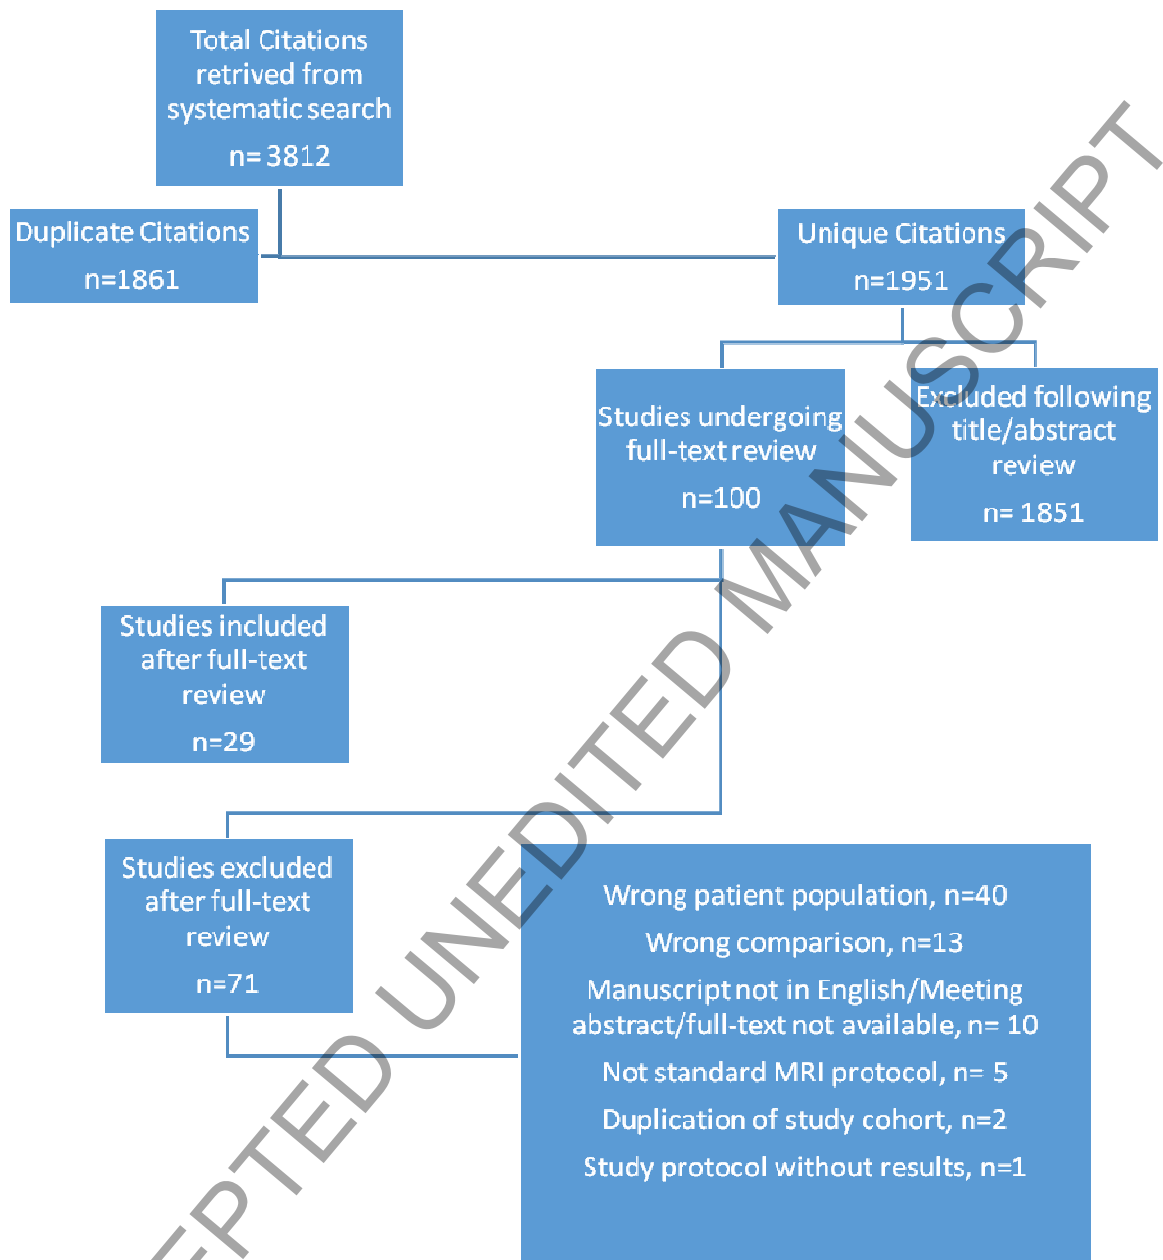 Total Citations
retrived from
systematic search
n= 3812
Duplicate Citations
n=1861
Unique Citations
n=1951
Studies undergoing
full-text review
n=100
Excluded following
title/abstract
review
n= 1851
Studies included
after full-text
review
n=29
Studies excluded
after full-text
review
n=71
Wrong patient population, n=40
Wrong comparison, n=13
Manuscript not in English/Meeting
abstract/full-text not available, n= 10
Not standard MRI protocol, n= 5
Duplication of study cohort, n=2
Study protocol without results, n=1
EPTED UNEDITED MANUSCRIPT